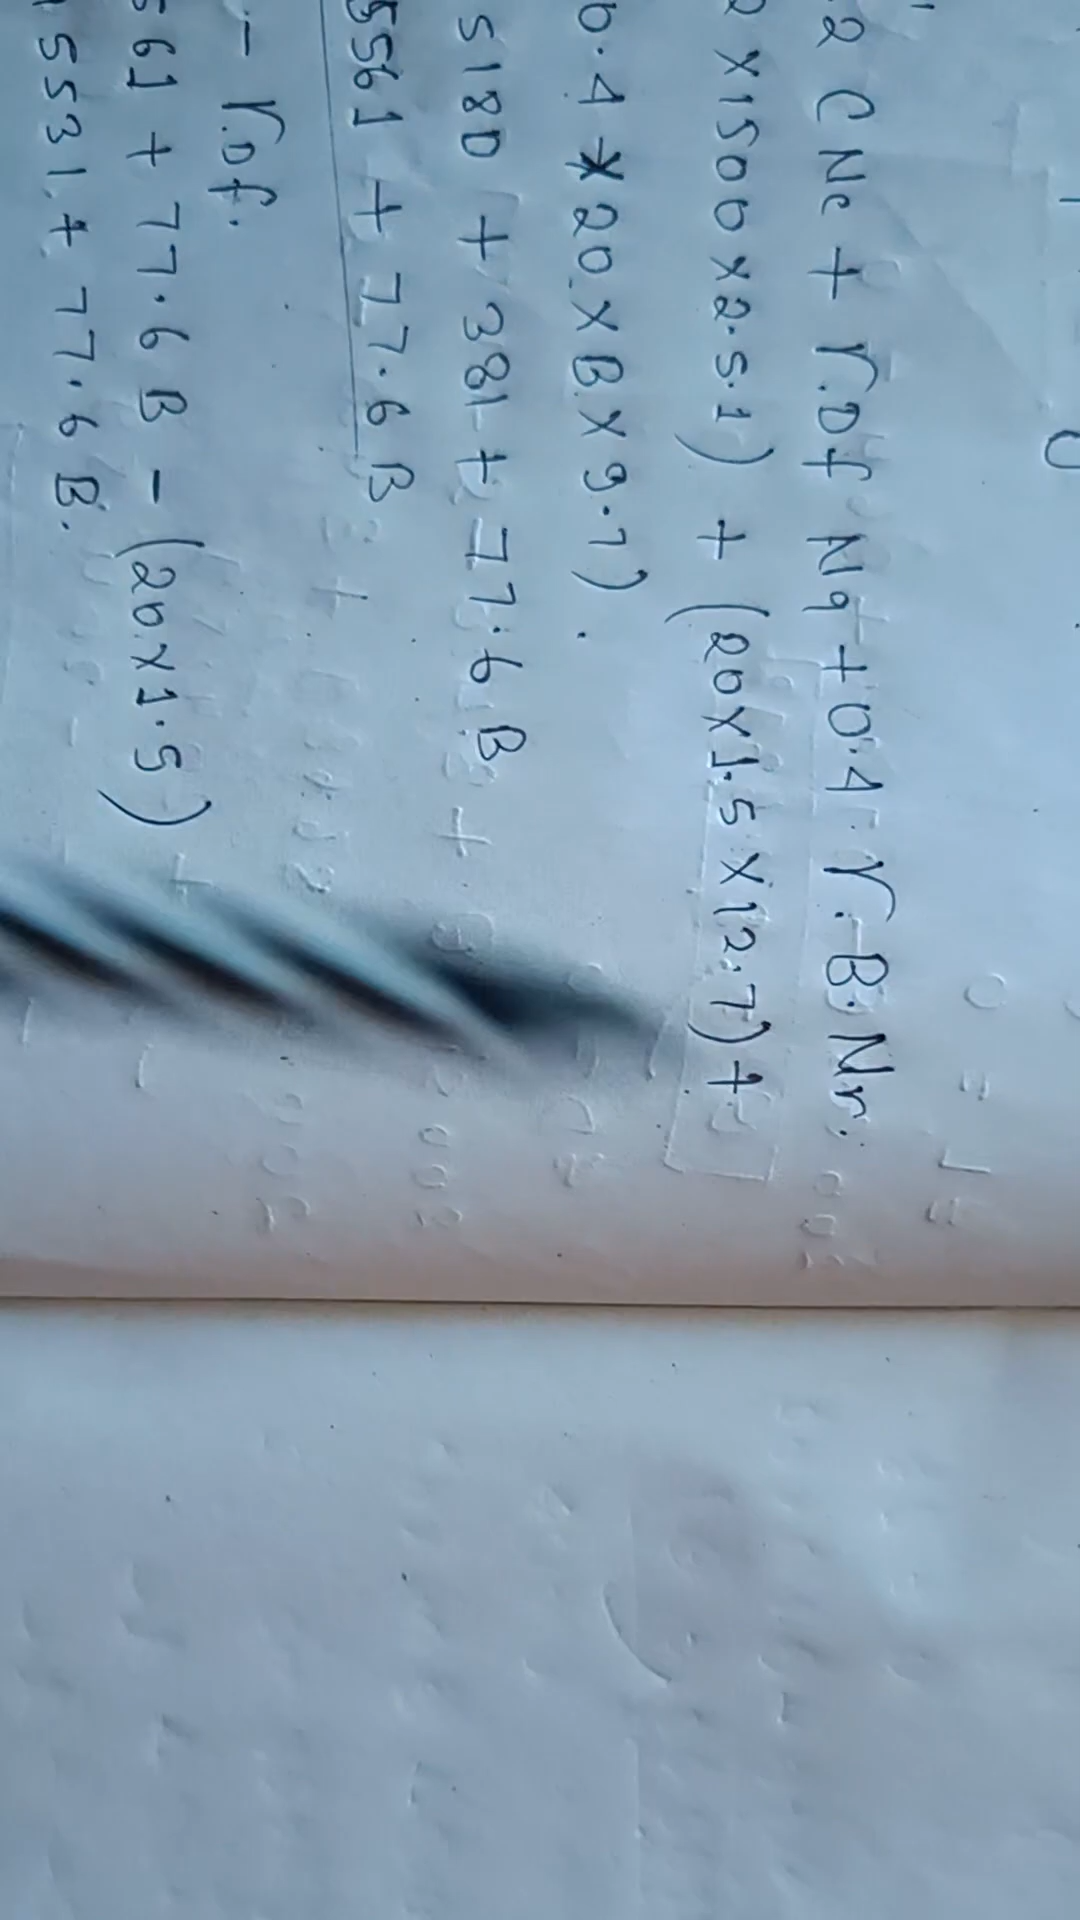 .2 C Nc + γ.Df Nq + 0.4 γ.B.Nr.
2 x 1500 x 2.5.1) + (20 x 1.5 x 12.7) +
0.4 x 20 x B x 9.7).
5180 + 381 + 77.6 B
5561 + 77.6 B
- γ.Df.
561 + 77.6 B - (20 x 1.5)
5531. + 77.6 B.